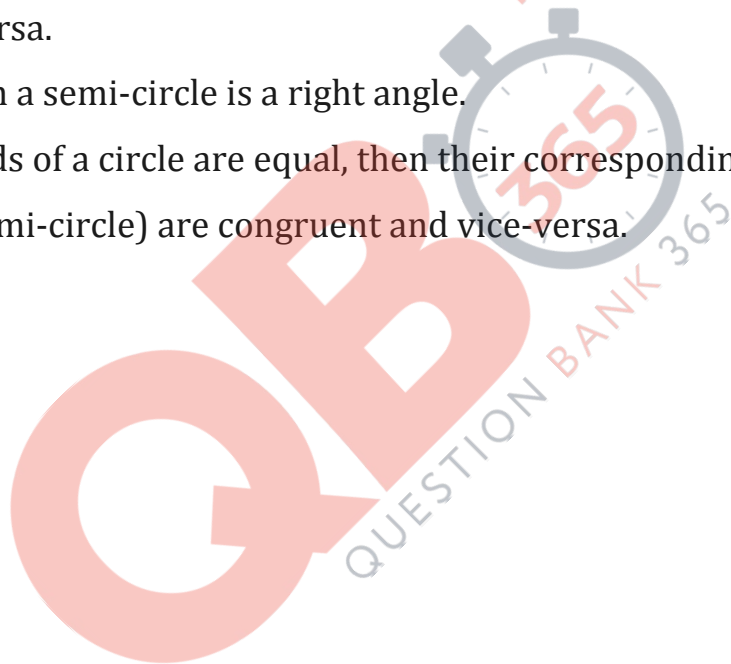 ersa.
n a semi-circle is a right angle.
ds of a circle are equal, then their correspondin
mi-circle) are congruent and vice-versa.
365
QB
QUESTION BANK 365